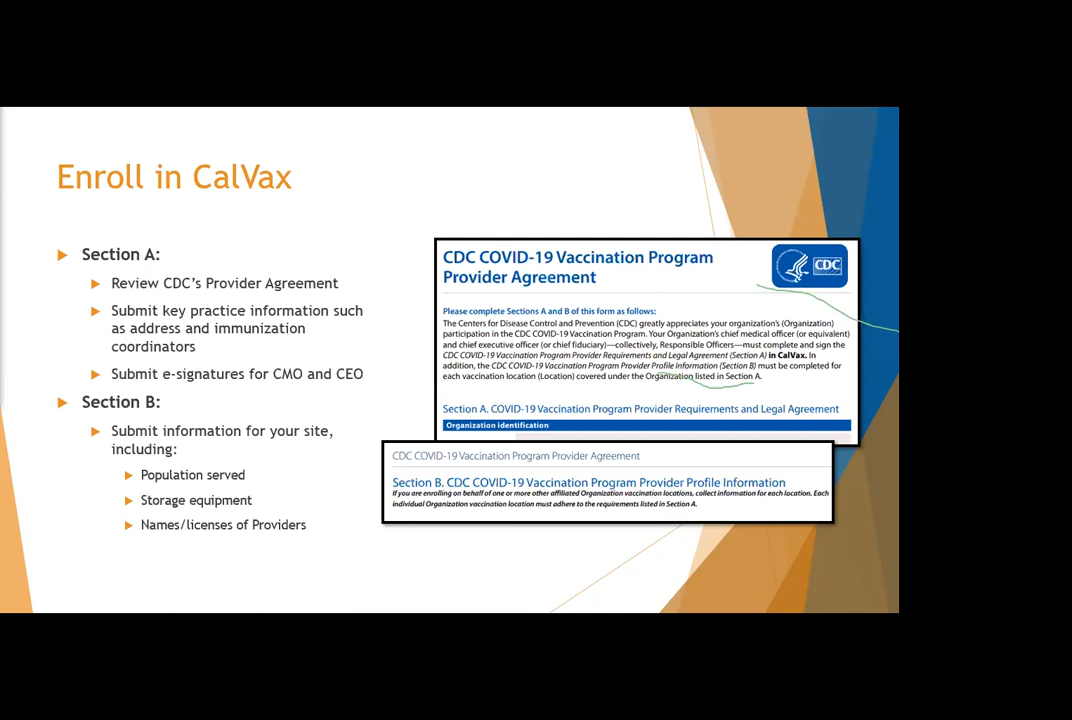 Enroll in CalVax
Section A:
Review CDC's Provider Agreement
Submit key practice information such
as address and immunization
coordinators
Submit e-signatures for CMO and CEO
Section B:
Submit information for your site,
including:
Population served
Storage equipment
Names/licenses of Providers
CDC COVID-19 Vaccination Program
Provider Agreement
CDC
Please complete Sections A and B of this form as follows:
The Centers for Disease Control and Prevention (CDC) greatly appreciates your organization's (Organization)
participation in the CDC COVID-19 Vaccination Program. Your Organization's chief medical officer (or equivalent)
and chief executive officer (or chief fiduciary)—collectively, Responsible Officers—must complete and sign the
CDC COVID-19 Vaccination Program Provider Requirements and Legal Agreement (Section A) in CalVax. In
addition, the CDC COVID-19 Vaccination Program Provider Profile Information (Section B) must be completed for
each vaccination location (Location) covered under the Organization listed in Section A.
Section A. COVID-19 Vaccination Program Provider Requirements and Legal Agreement
Organization identification
CDC COVID-19 Vaccination Program Provider Agreement
Section B. CDC COVID-19 Vaccination Program Provider Profile Information
If you are enrolling on behalf of one or more other affiliated Organization vaccination locations, collect information for each location. Each
individual Organization vaccination location must adhere to the requirements listed in Section A.